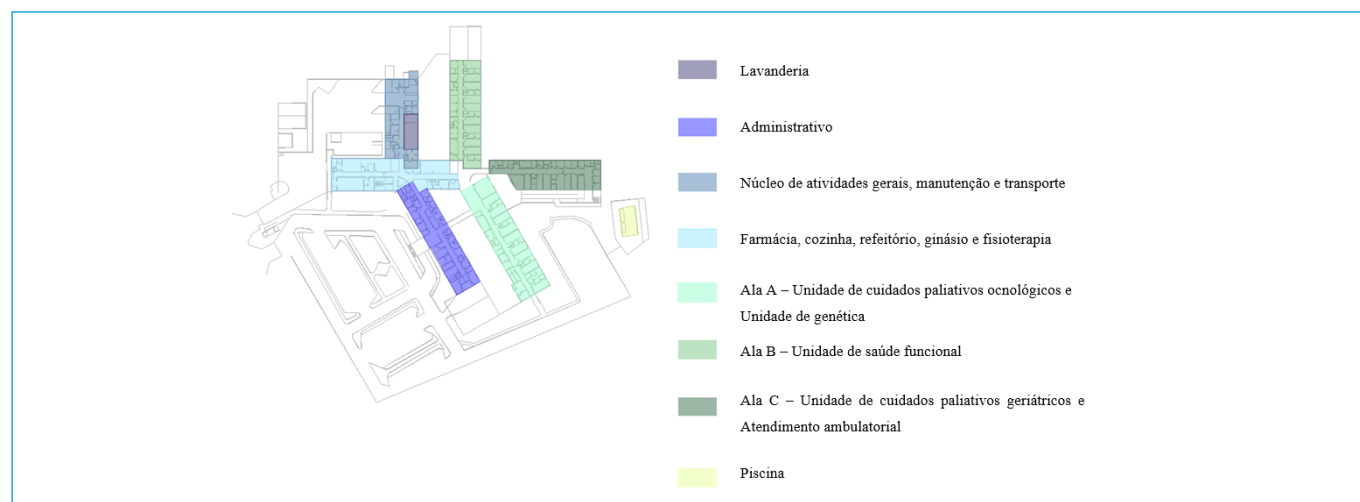 Lavanderia
Administrativo
Núcleo de atividades gerais, manutenção e transporte
Farmácia, cozinha, refeitório, ginásio e fisioterapia
Ala A – Unidade de cuidados paliativos ocnológicos e
Unidade de genética
Ala B – Unidade de saúde funcional
Ala C – Unidade de cuidados paliativos geriátricos e
Atendimento ambulatorial
Piscina